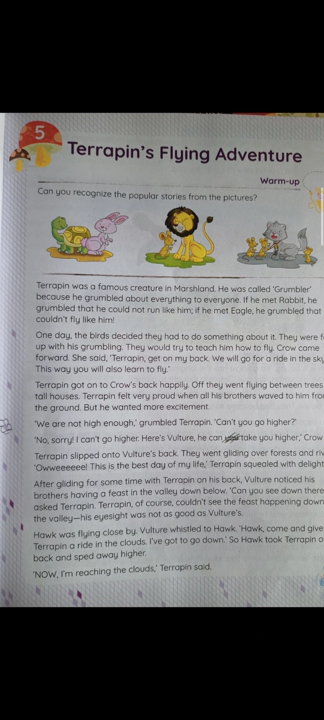 5
Terrapin's Flying Adventure
Warm-up
Can you recognize the popular stories from the pictures?
Terrapin was a famous creature in Marshland. He was called 'Grumbler'
because he grumbled about everything to everyone. If he met Rabbit, he
grumbled that he could not run like him; if he met Eagle, he grumbled that
couldn't fly like him!
One day, the birds decided they had to do something about it. They were f
up with his grumbling. They would try to teach him how to fly. Crow came
forward. She said, 'Terrapin, get on my back. We will go for a ride in the sky
This way you will also learn to fly.'
Terrapin got on to Crow's back happily. Off they went flying between trees
tall houses. Terrapin felt very proud when all his brothers waved to him fro
the ground. But he wanted more excitement.
'We are not high enough,' grumbled Terrapin. 'Can't you go higher?'
'No, sorry! I can't go higher. Here's Vulture, he can take you higher,' Crow
Terrapin slipped onto Vulture's back. They went gliding over forests and riv
'Owweeeeee! This is the best day of my life,' Terrapin squealed with delight
After gliding for some time with Terrapin on his back, Vulture noticed his
brothers having a feast in the valley down below. 'Can you see down there
asked Terrapin. Terrapin, of course, couldn't see the feast happening down
the valley—his eyesight was not as good as Vulture's.
Hawk was flying close by. Vulture whistled to Hawk. 'Hawk, come and give
Terrapin a ride in the clouds. I've got to go down.' So Hawk took Terrapin o
back and sped away higher.
'NOW, I'm reaching the clouds,' Terrapin said.